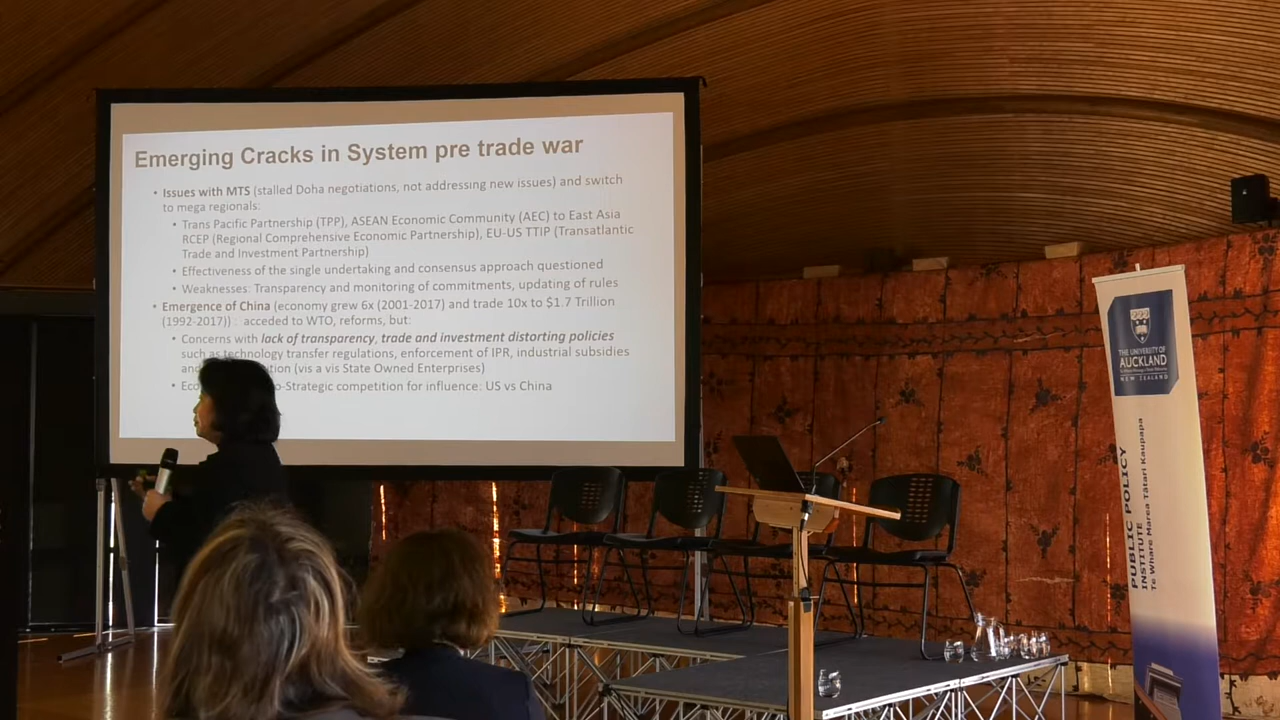 Emerging Cracks in System pre trade war
• Issues with MTS (stalled Doha negotiations, not addressing new issues) and switch
to mega regionals:
• Trans Pacific Partnership (TPP), ASEAN Economic Community (AEC) to East Asia
RCEP (Regional Comprehensive Economic Partnership), EU-US TTIP (Transatlantic
Trade and Investment Partnership)
• Effectiveness of the single undertaking and consensus approach questioned
• Weaknesses: Transparency and monitoring of commitments, updating of rules
• Emergence of China (economy grew 6x (2001-2017) and trade 10x to $1.7 Trillion
(1992-2017)) : acceded to WTO, reforms, but:
• Concerns with lack of transparency, trade and investment distorting policies
such as technology transfer regulations, enforcement of IPR, industrial subsidies
(vis a vis State Owned Enterprises)
-Strategic competition for influence: US vs China
THE UNIVERSITY OF
AUCKLAND
Te Whare Wānanga o Tāmaki Makaurau
NEW ZEALAND
PUBLIC POLICY
INSTITUTE
Te Whare Marea Tātari Kaupapa